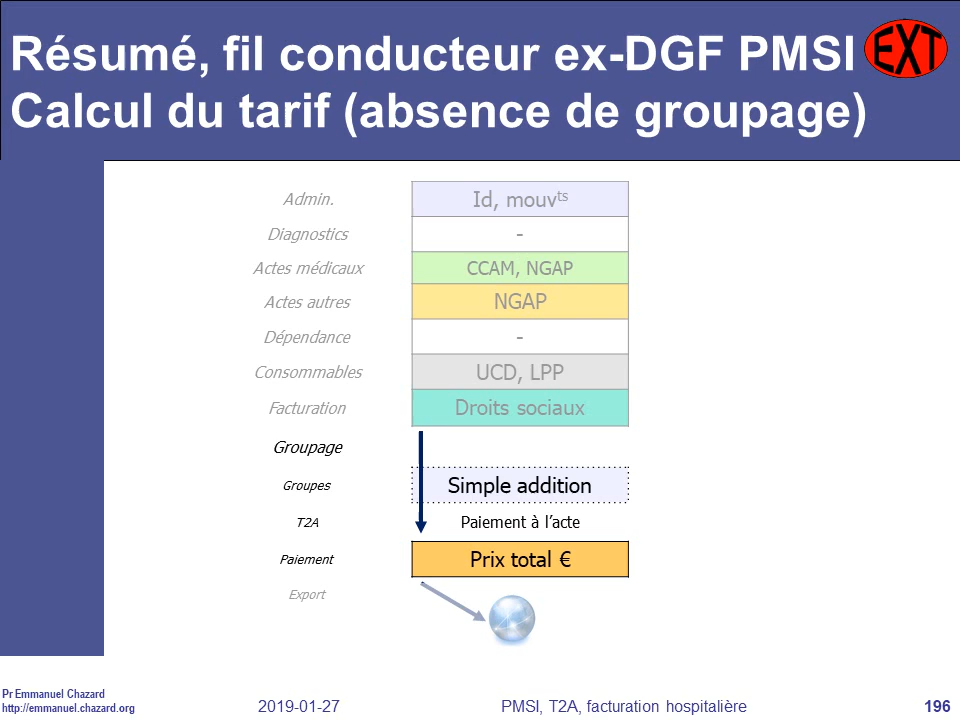 Résumé, fil conducteur ex-DGF PMSI
EXT
Calcul du tarif (absence de groupage)
Admin. Id, mouvts
Diagnostics -
Actes médicaux CCAM, NGAP
Actes autres NGAP
Dépendance -
Consommables UCD, LPP
Facturation Droits sociaux
Groupage
Groupes Simple addition
T2A Paiement à l’acte
Paiement Prix total €
Export
Pr Emmanuel Chazard
http://emmanuel.chazard.org
2019-01-27 PMSI, T2A, facturation hospitalière 196